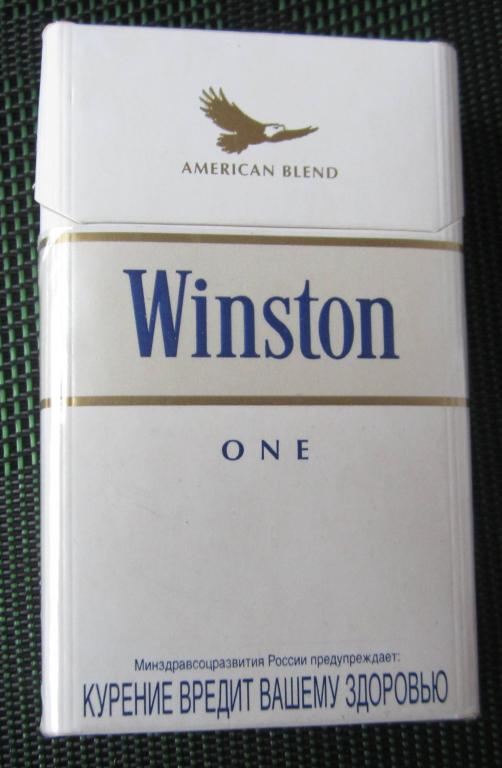 AMERICAN BLEND
Winston
ONE
Минздравсоцразвития России предупреждает:
КУРЕНИЕ ВРЕДИТ ВАШЕМУ ЗДОРОВЬЮ